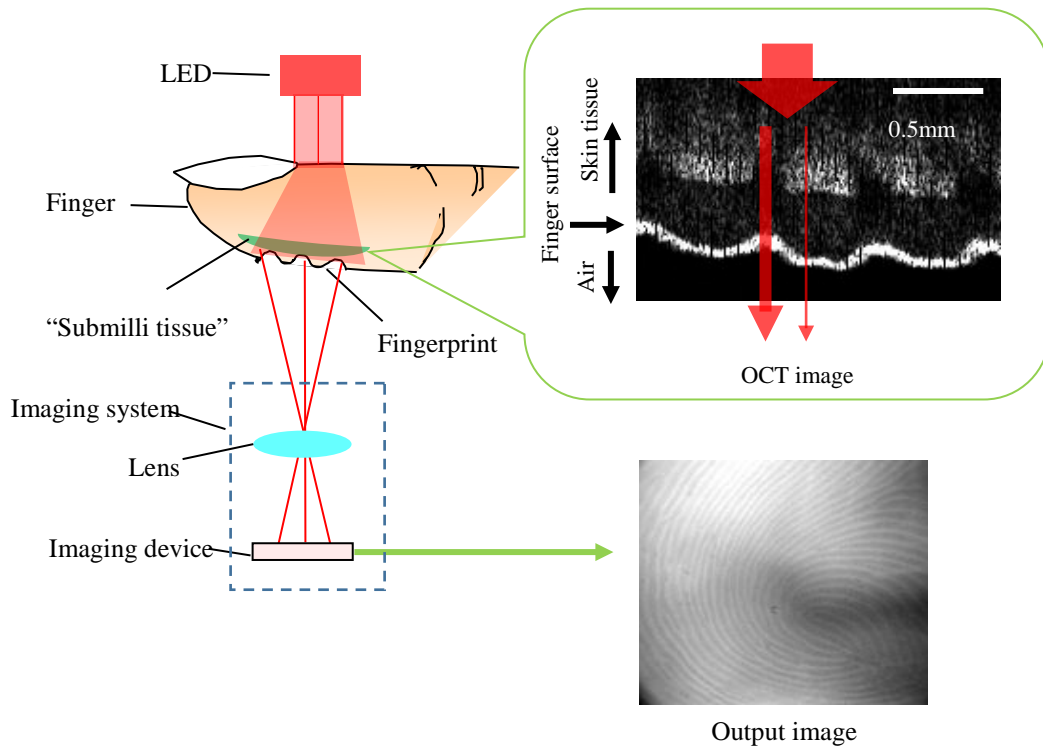 LED
Finger
“Submilli tissue”
Fingerprint
Imaging system
Lens
Imaging device
0.5mm
Skin tissue
Finger surface
Air
OCT image
Output image